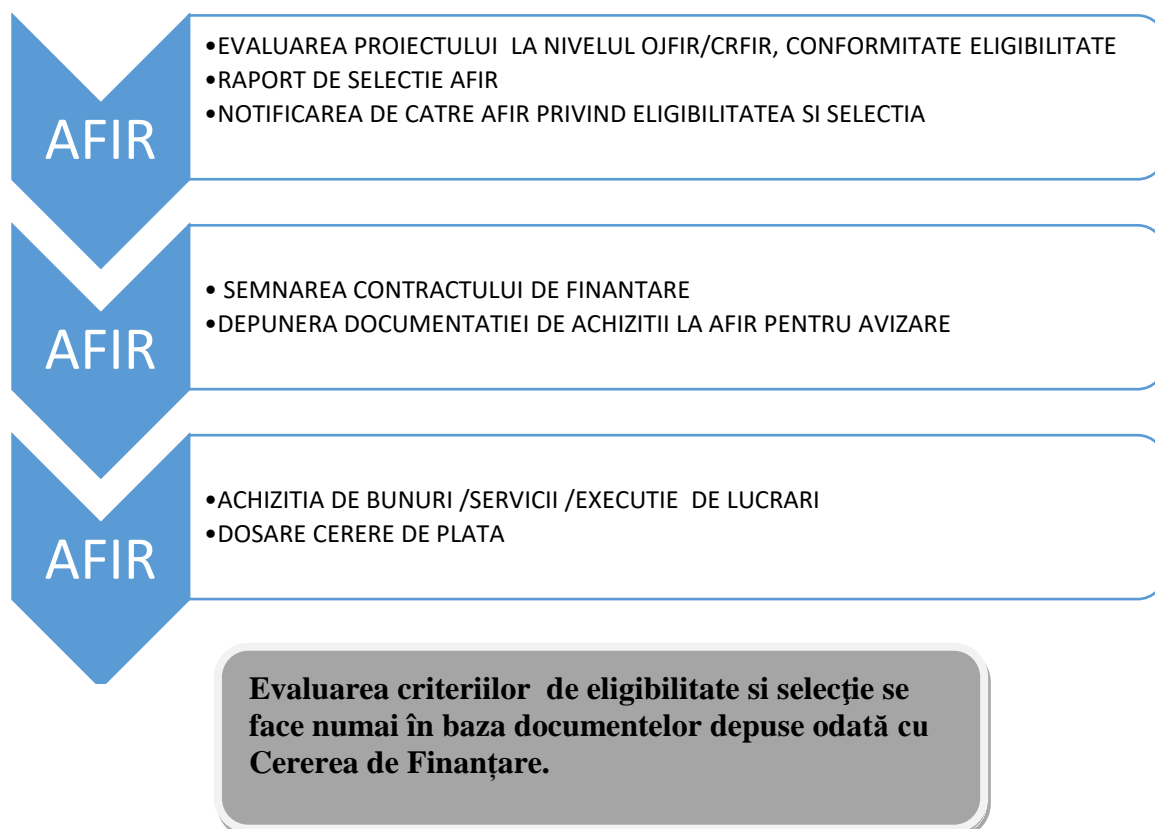 AFIR
•EVALUAREA PROIECTULUI  LA NIVELUL OJFIR/CRFIR, CONFORMITATE ELIGIBILITATE
•RAPORT DE SELECTIE AFIR
•NOTIFICAREA DE CATRE AFIR PRIVIND ELIGIBILITATEA SI SELECTIA
AFIR
• SEMNAREA CONTRACTULUI DE FINANTARE
•DEPUNERA DOCUMENTATIEI DE ACHIZITII LA AFIR PENTRU AVIZARE
AFIR
•ACHIZITIA DE BUNURI /SERVICII /EXECUTIE  DE LUCRARI
•DOSARE CERERE DE PLATA
Evaluarea criteriilor  de eligibilitate si selecţie se
face numai în baza documentelor depuse odată cu
Cererea de Finanțare.